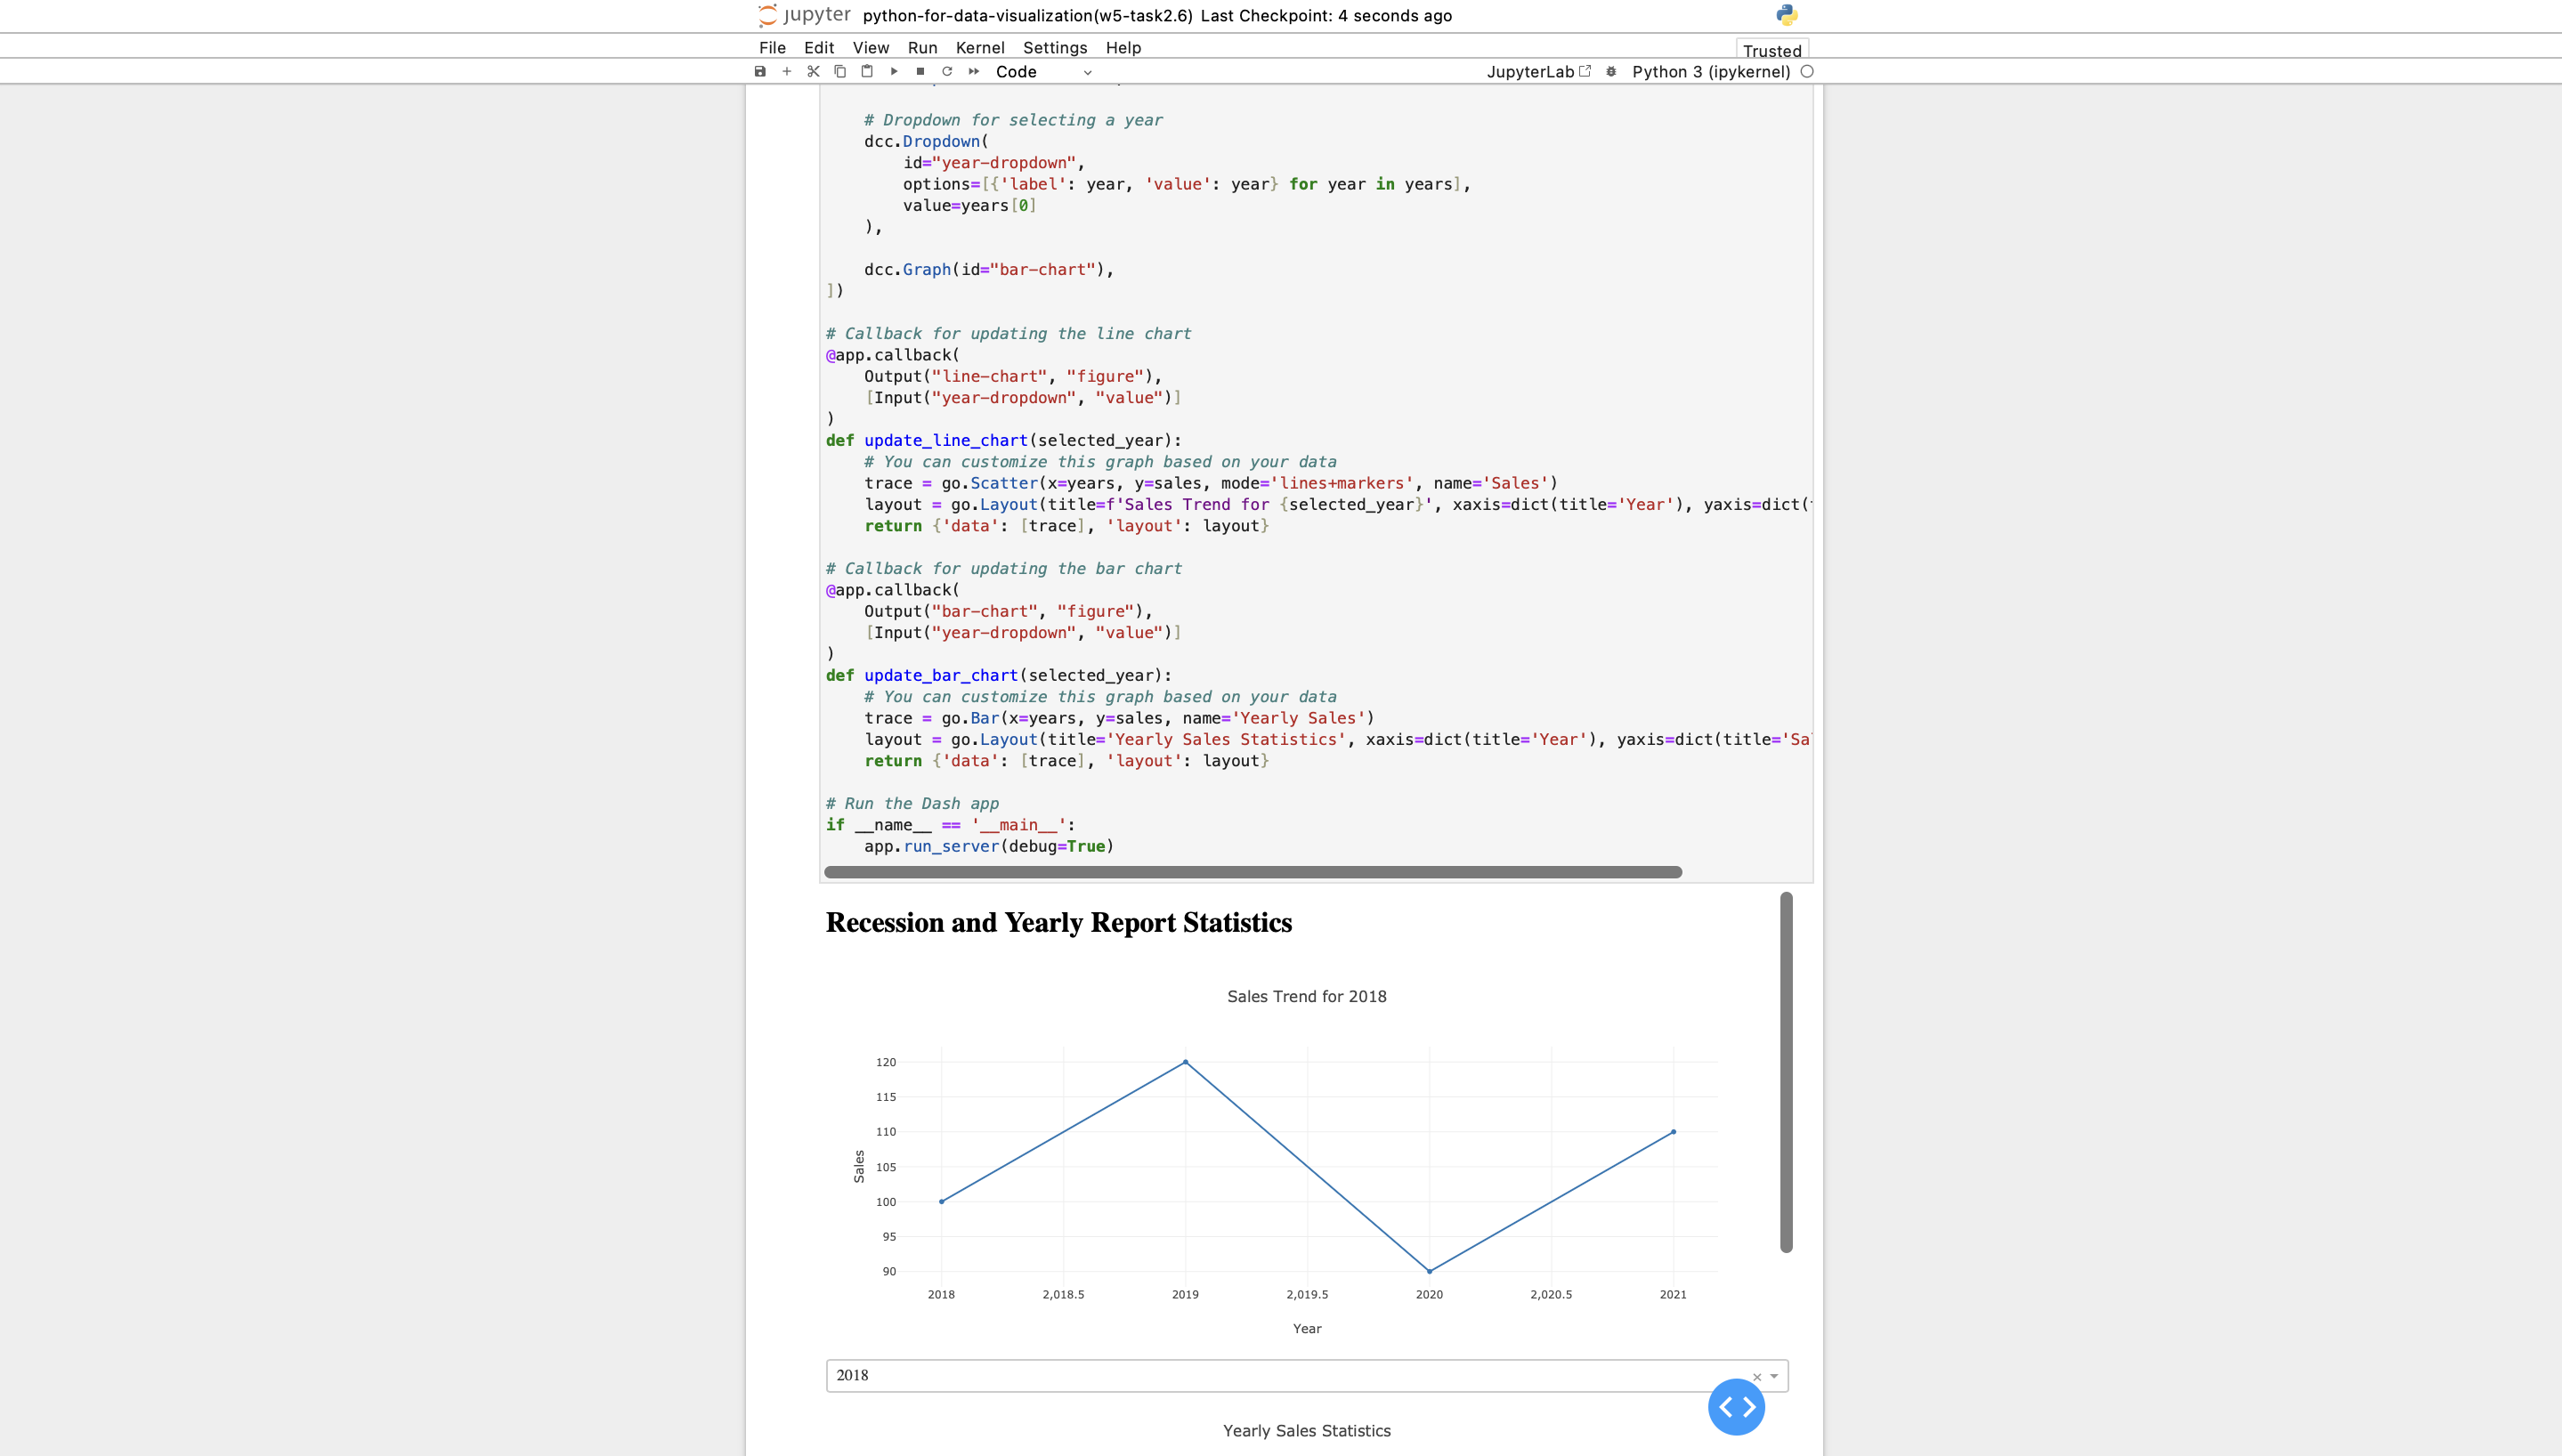 jupyter python-for-data-visualization(w5-task2.6) Last Checkpoint: 4 seconds ago
File Edit View Run Kernel Settings Help
Trusted
Code
JupyterLab Python 3 (ipykernel)
# Dropdown for selecting a year
dcc.Dropdown(
id="year-dropdown",
options=[{'label': year, 'value': year} for year in years],
value=years[0]
),
dcc.Graph(id="bar-chart"),
])
# Callback for updating the line chart
@app.callback(
Output("line-chart", "figure"),
[Input("year-dropdown", "value")]
)
def update_line_chart(selected_year):
# You can customize this graph based on your data
trace = go.Scatter(x=years, y=sales, mode='lines+markers', name='Sales')
layout = go.Layout(title=f'Sales Trend for {selected_year}', xaxis=dict(title='Year'), yaxis=dict(
return {'data': [trace], 'layout': layout}
# Callback for updating the bar chart
@app.callback(
Output("bar-chart", "figure"),
[Input("year-dropdown", "value")]
)
def update_bar_chart(selected_year):
# You can customize this graph based on your data
trace = go.Bar(x=years, y=sales, name='Yearly Sales')
layout = go.Layout(title='Yearly Sales Statistics', xaxis=dict(title='Year'), yaxis=dict(title='Sa
return {'data': [trace], 'layout': layout}
# Run the Dash app
if __name__ == '__main__':
app.run_server(debug=True)
Recession and Yearly Report Statistics
Sales Trend for 2018
120
115
110
105
100
95
90
Sales
2018 2,018.5 2019 2,019.5 2020 2,020.5 2021
Year
2018
Yearly Sales Statistics